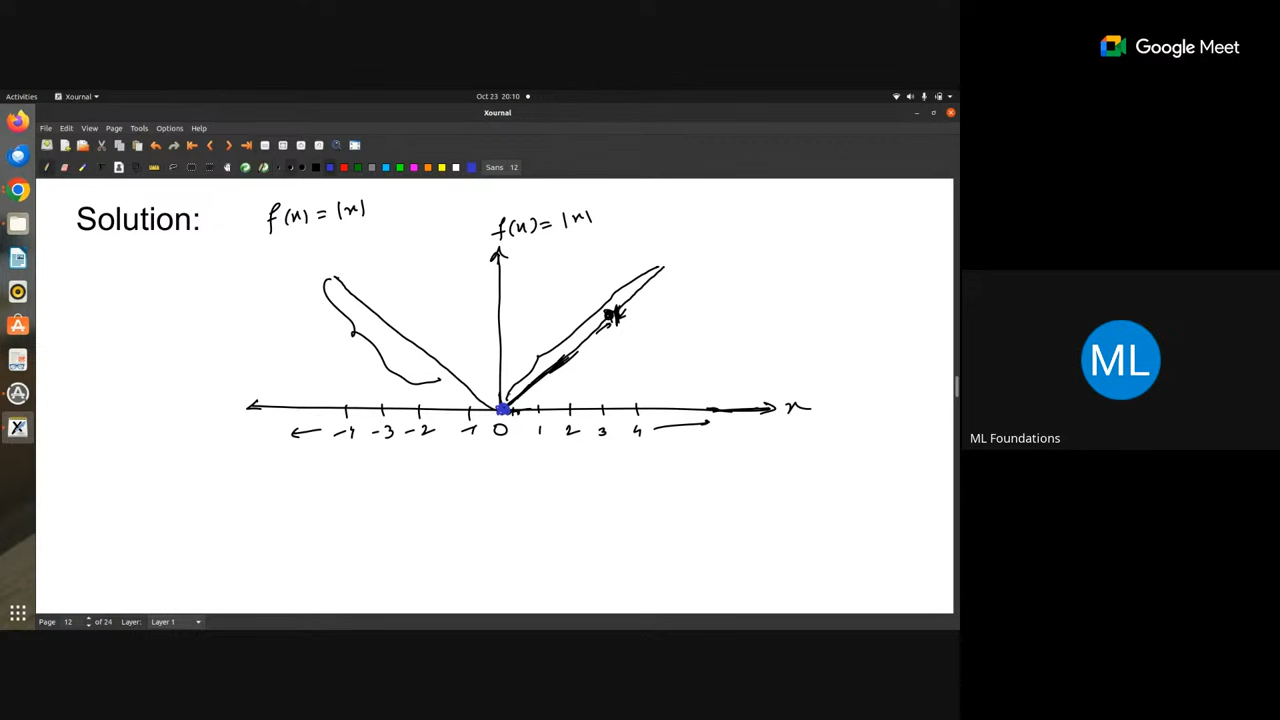 Google Meet
Activities
Xournal
Oct 23 20:10
Xournal
File Edit View Page Tools Options Help
Sans 12
Solution:
f(x) = |x|
f(x) = |x|
x
-4 -3 -2 -1 0 1 2 3 4
ML
ML Foundations
Page 12 of 24 Layer: Layer 1